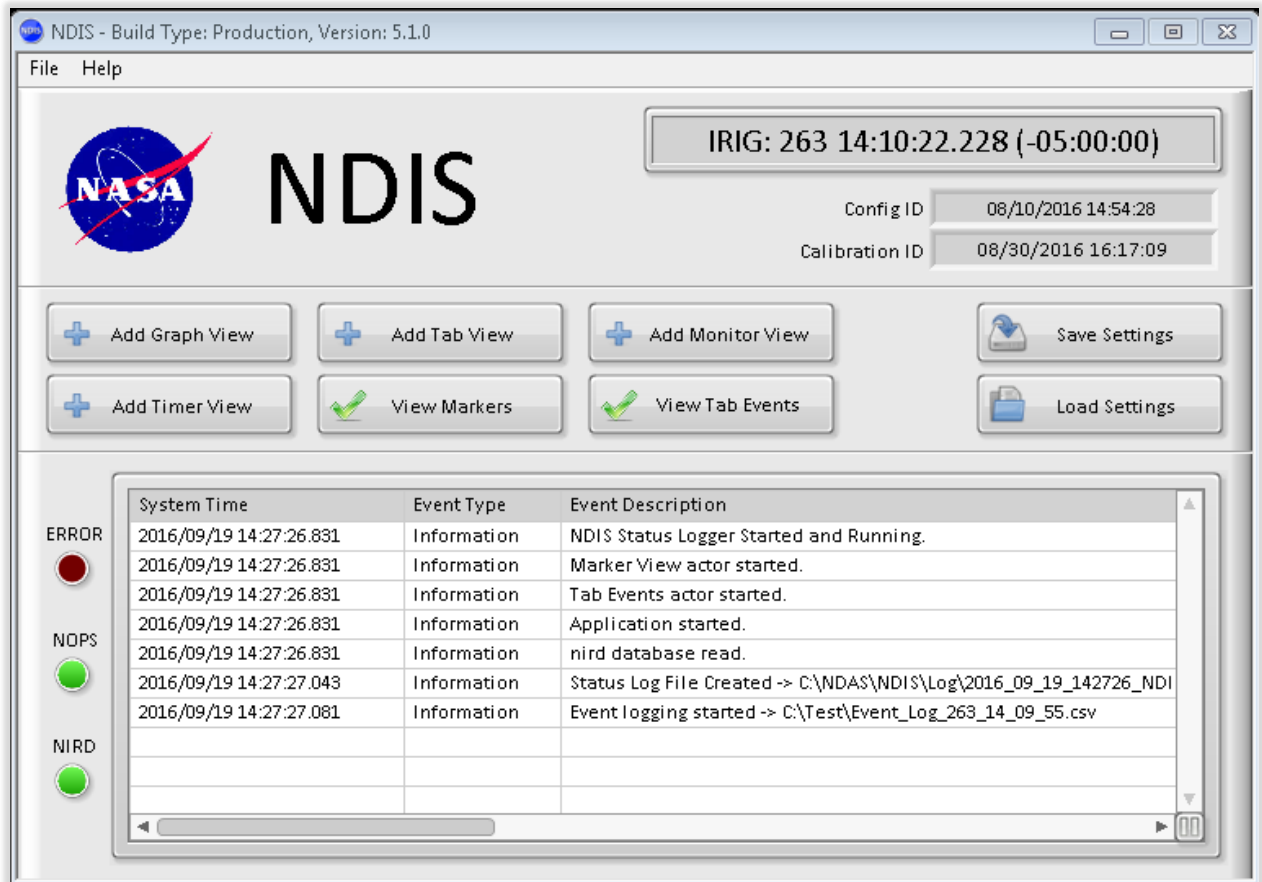 NDIS - Build Type: Production, Version: 5.1.0
File Help
NASA
NDIS
IRIG: 263 14:10:22.228 (-05:00:00)
Config ID 08/10/2016 14:54:28
Calibration ID 08/30/2016 16:17:09
Add Graph View Add Tab View Add Monitor View Save Settings
Add Timer View View Markers View Tab Events Load Settings
System Time Event Type Event Description
ERROR 2016/09/19 14:27:26.831 Information NDIS Status Logger Started and Running.
2016/09/19 14:27:26.831 Information Marker View actor started.
2016/09/19 14:27:26.831 Information Tab Events actor started.
2016/09/19 14:27:26.831 Information Application started.
NOPS
2016/09/19 14:27:26.831 Information nird database read.
2016/09/19 14:27:27.043 Information Status Log File Created -> C:\NDAS\NDIS\Log\2016_09_19_142726_NDI
2016/09/19 14:27:27.081 Information Event logging started -> C:\Test\Event_Log_263_14_09_55.csv
NIRD